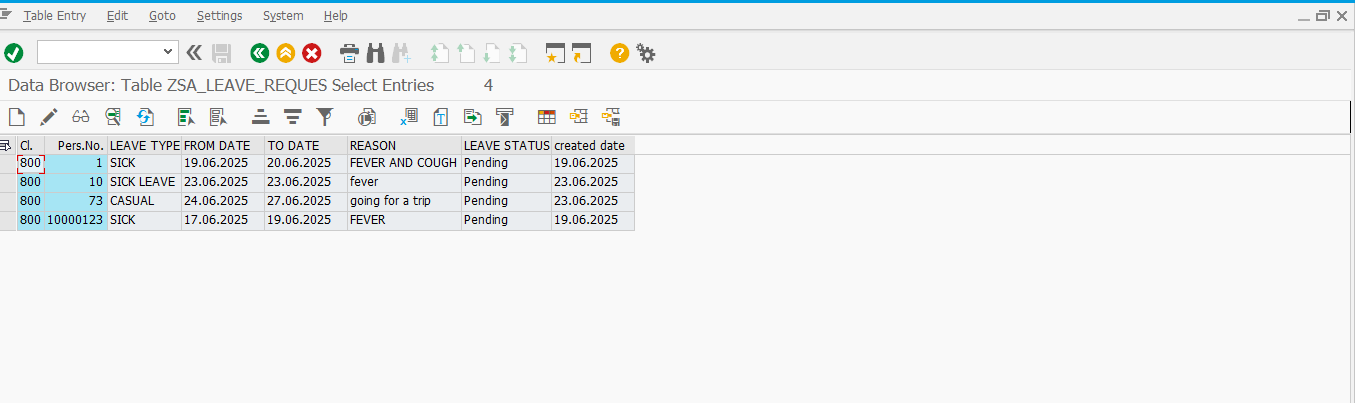 Table Entry Edit Goto Settings System Help
Data Browser: Table ZSA_LEAVE_REQUES Select Entries 4
Cl. Pers.No. LEAVE TYPE FROM DATE TO DATE REASON LEAVE STATUS created date
800 1 SICK 19.06.2025 20.06.2025 FEVER AND COUGH Pending 19.06.2025
800 10 SICK LEAVE 23.06.2025 23.06.2025 fever Pending 23.06.2025
800 73 CASUAL 24.06.2025 27.06.2025 going for a trip Pending 23.06.2025
800 10000123 SICK 17.06.2025 19.06.2025 FEVER Pending 19.06.2025